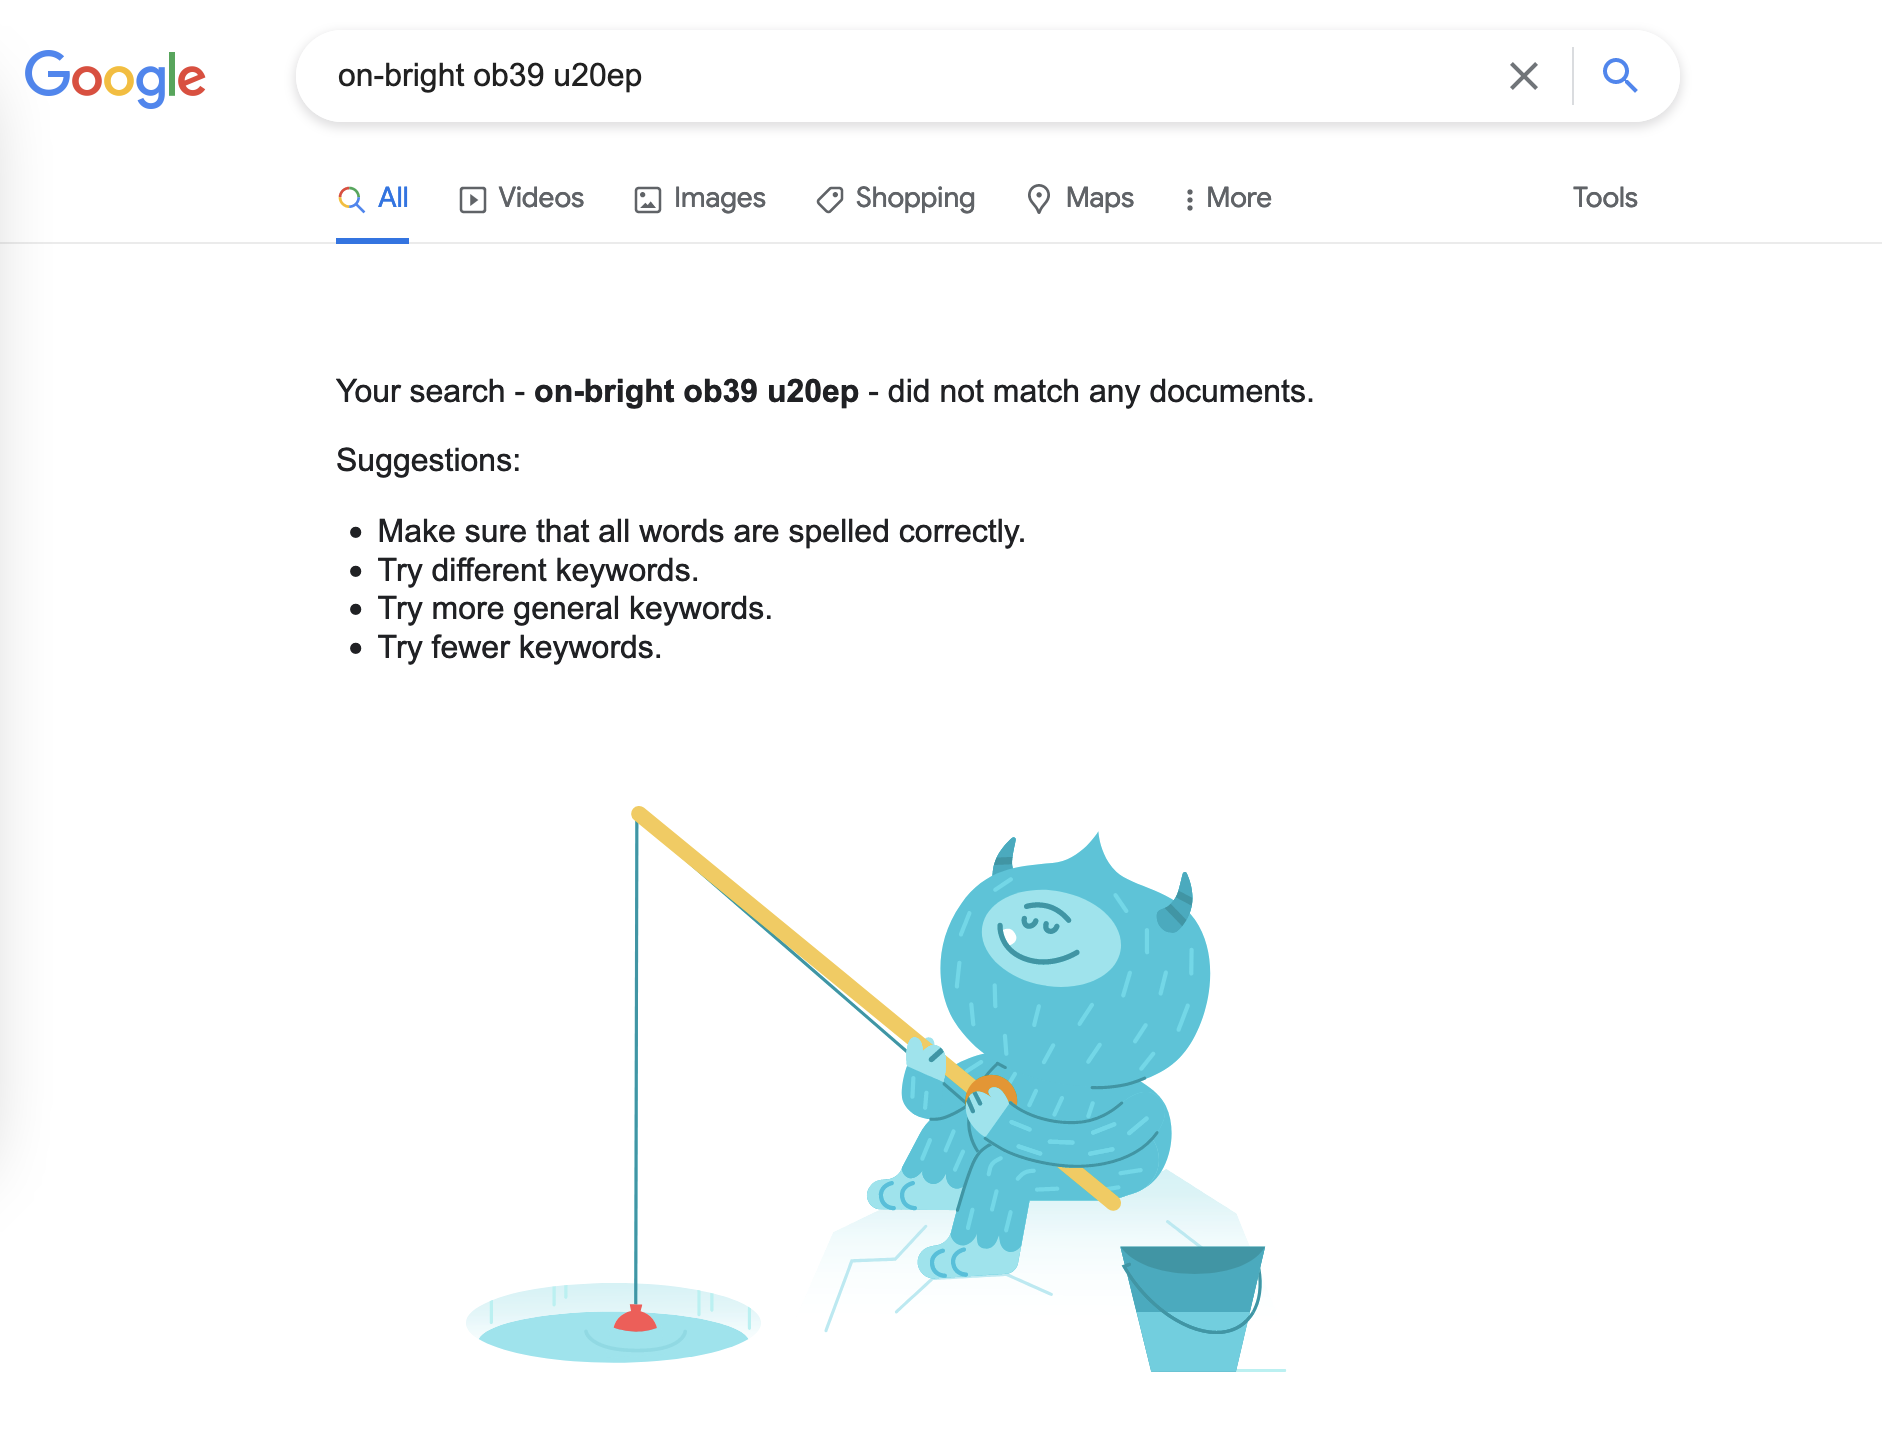 Google
on-bright ob39 u20ep
All Videos Images Shopping Maps More Tools
Your search - on-bright ob39 u20ep - did not match any documents.
Suggestions:
Make sure that all words are spelled correctly.
Try different keywords.
Try more general keywords.
Try fewer keywords.